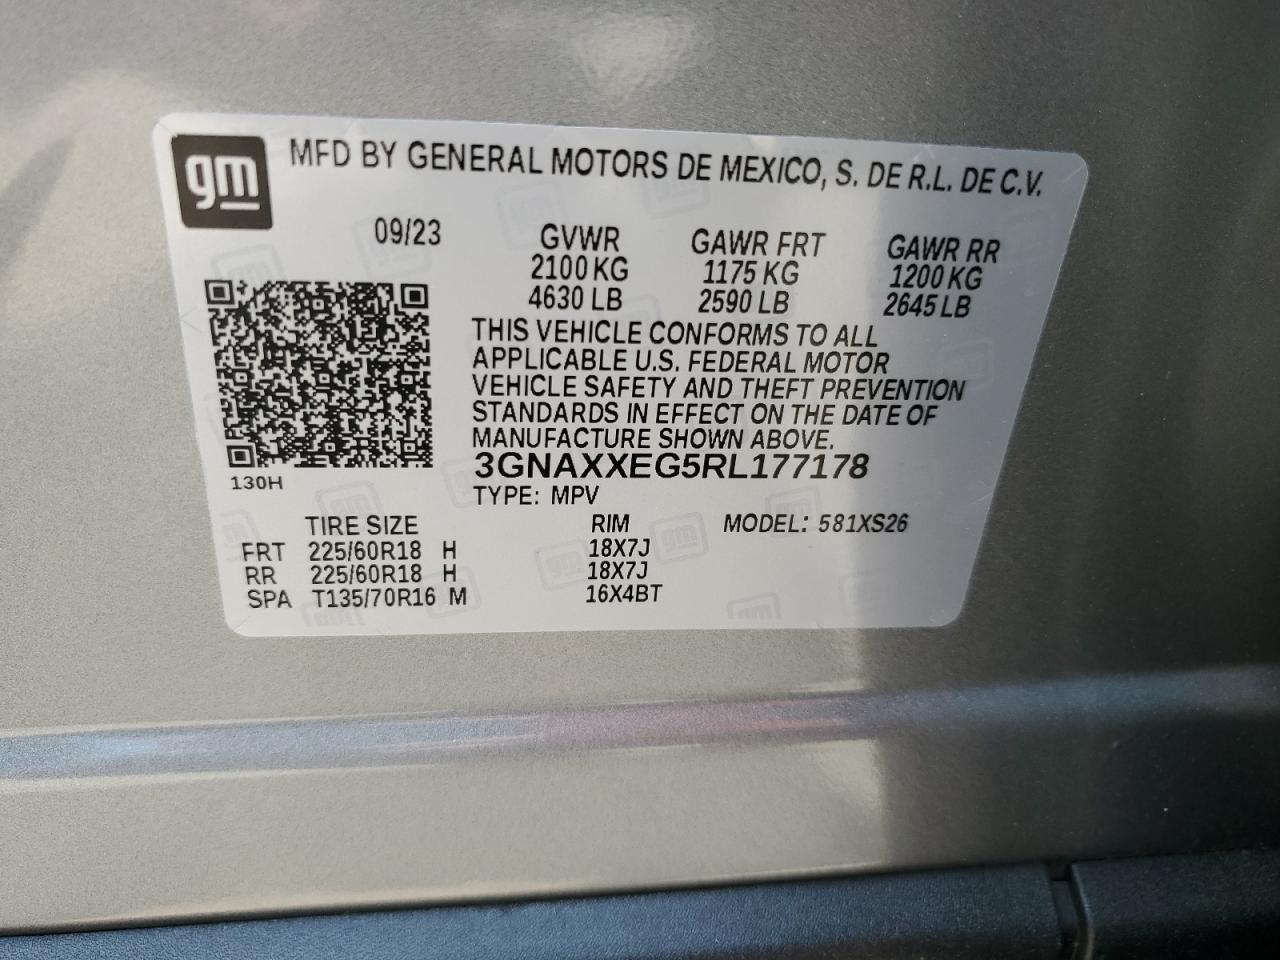 gm MFD BY GENERAL MOTORS DE MEXICO, S. DE R.L. DE C.V.
09/23 GVWR GAWR FRT GAWR RR
2100 KG 1175 KG 1200 KG
4630 LB 2590 LB 2645 LB
THIS VEHICLE CONFORMS TO ALL
APPLICABLE U.S. FEDERAL MOTOR
VEHICLE SAFETY AND THEFT PREVENTION
STANDARDS IN EFFECT ON THE DATE OF
MANUFACTURE SHOWN ABOVE.
3GNAXXEG5RL177178
130H
TYPE: MPV
TIRE SIZE RIM MODEL: 581XS26
FRT 225/60R18 H 18X7J
RR 225/60R18 H 18X7J
SPA T135/70R16 M 16X4BT